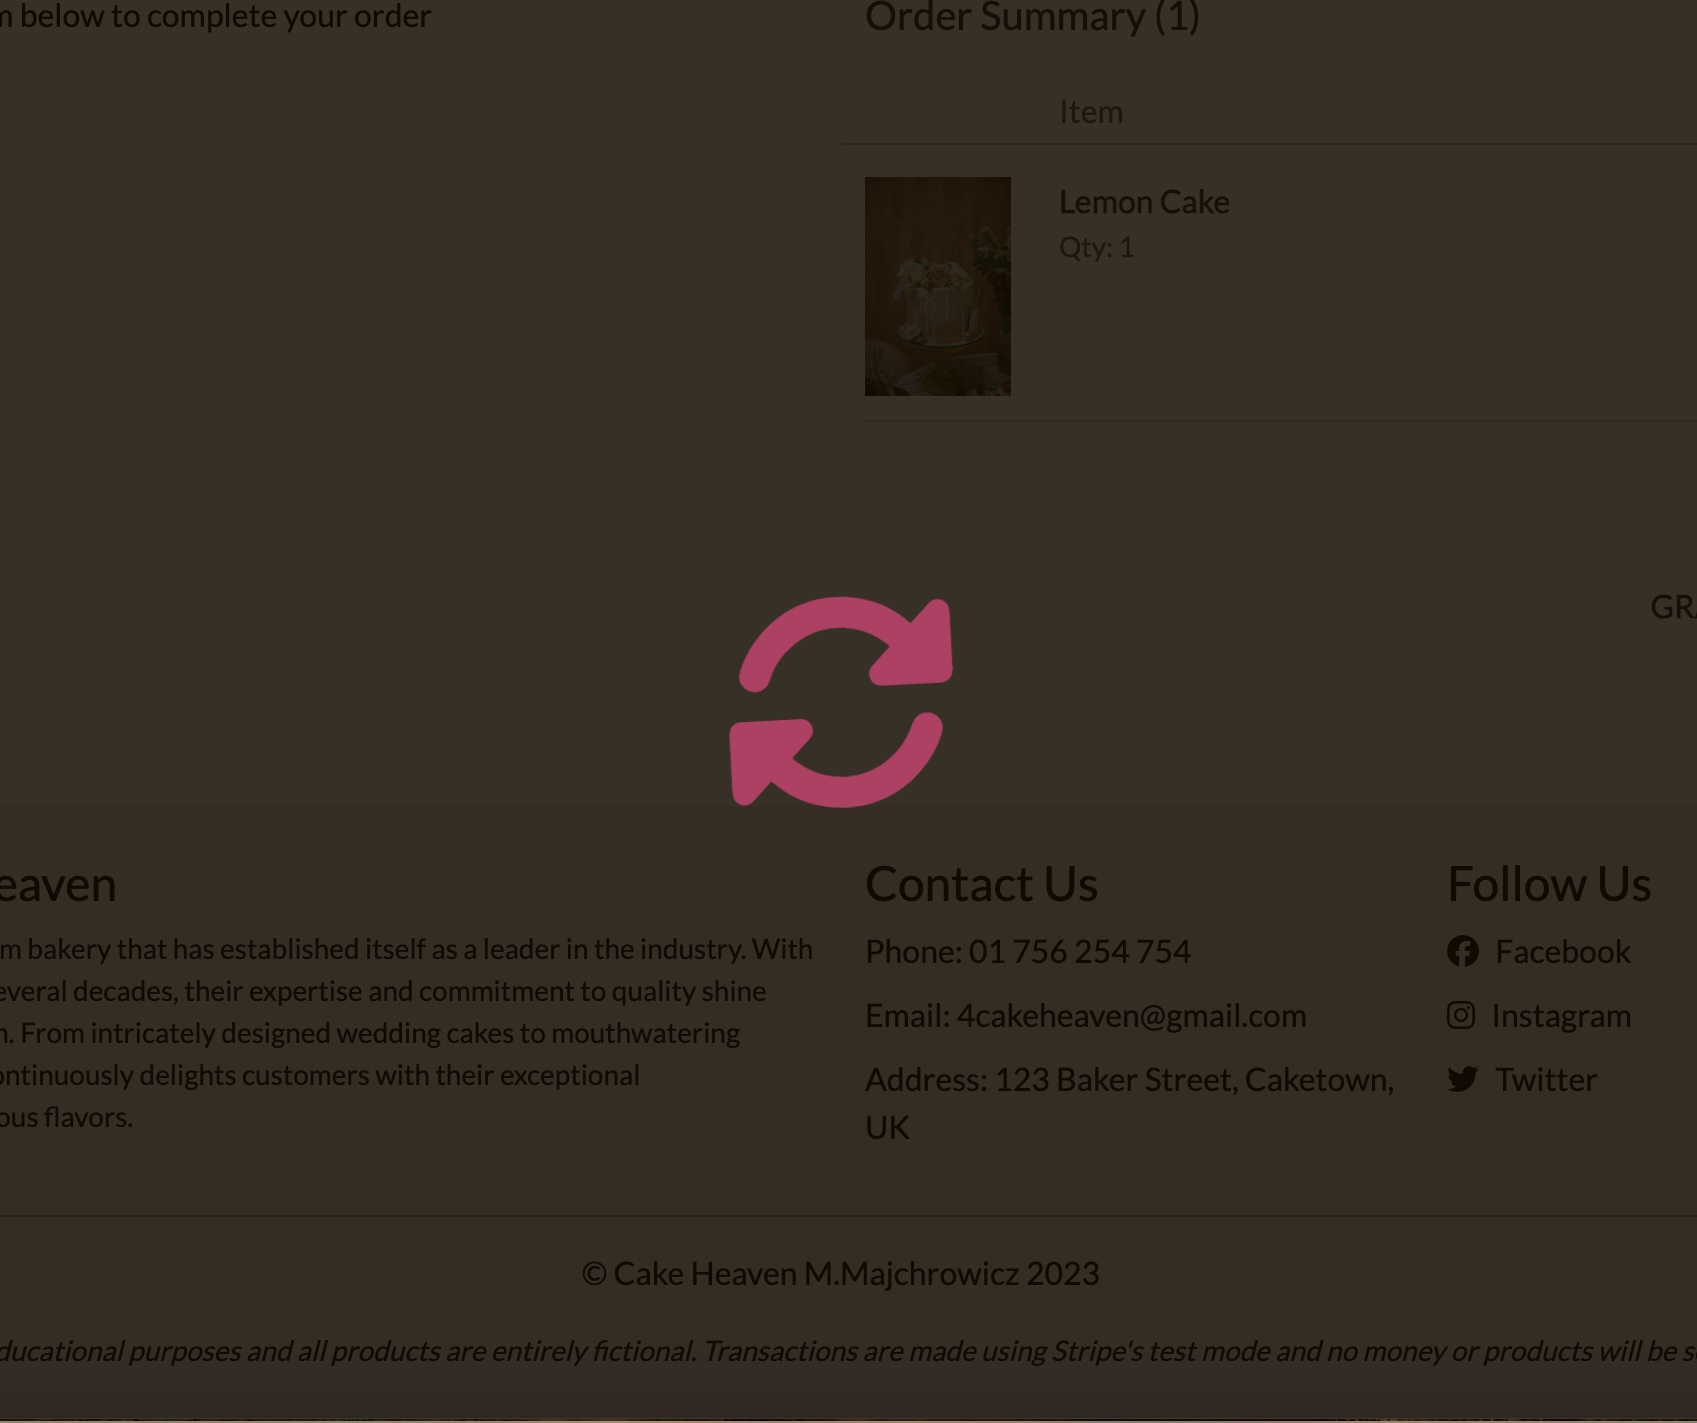 m below to complete your order
Order Summary (1)
Item
Lemon Cake
Qty: 1
GRA
eaven
m bakery that has established itself as a leader in the industry. With
everal decades, their expertise and commitment to quality shine
n. From intricately designed wedding cakes to mouthwatering
ontinuously delights customers with their exceptional
ous flavors.
Contact Us
Phone: 01 756 254 754
Email: 4cakeheaven@gmail.com
Address: 123 Baker Street, Caketown,
UK
Follow Us
Facebook
Instagram
Twitter
© Cake Heaven M.Majchrowicz 2023
ducational purposes and all products are entirely fictional. Transactions are made using Stripe's test mode and no money or products will be s